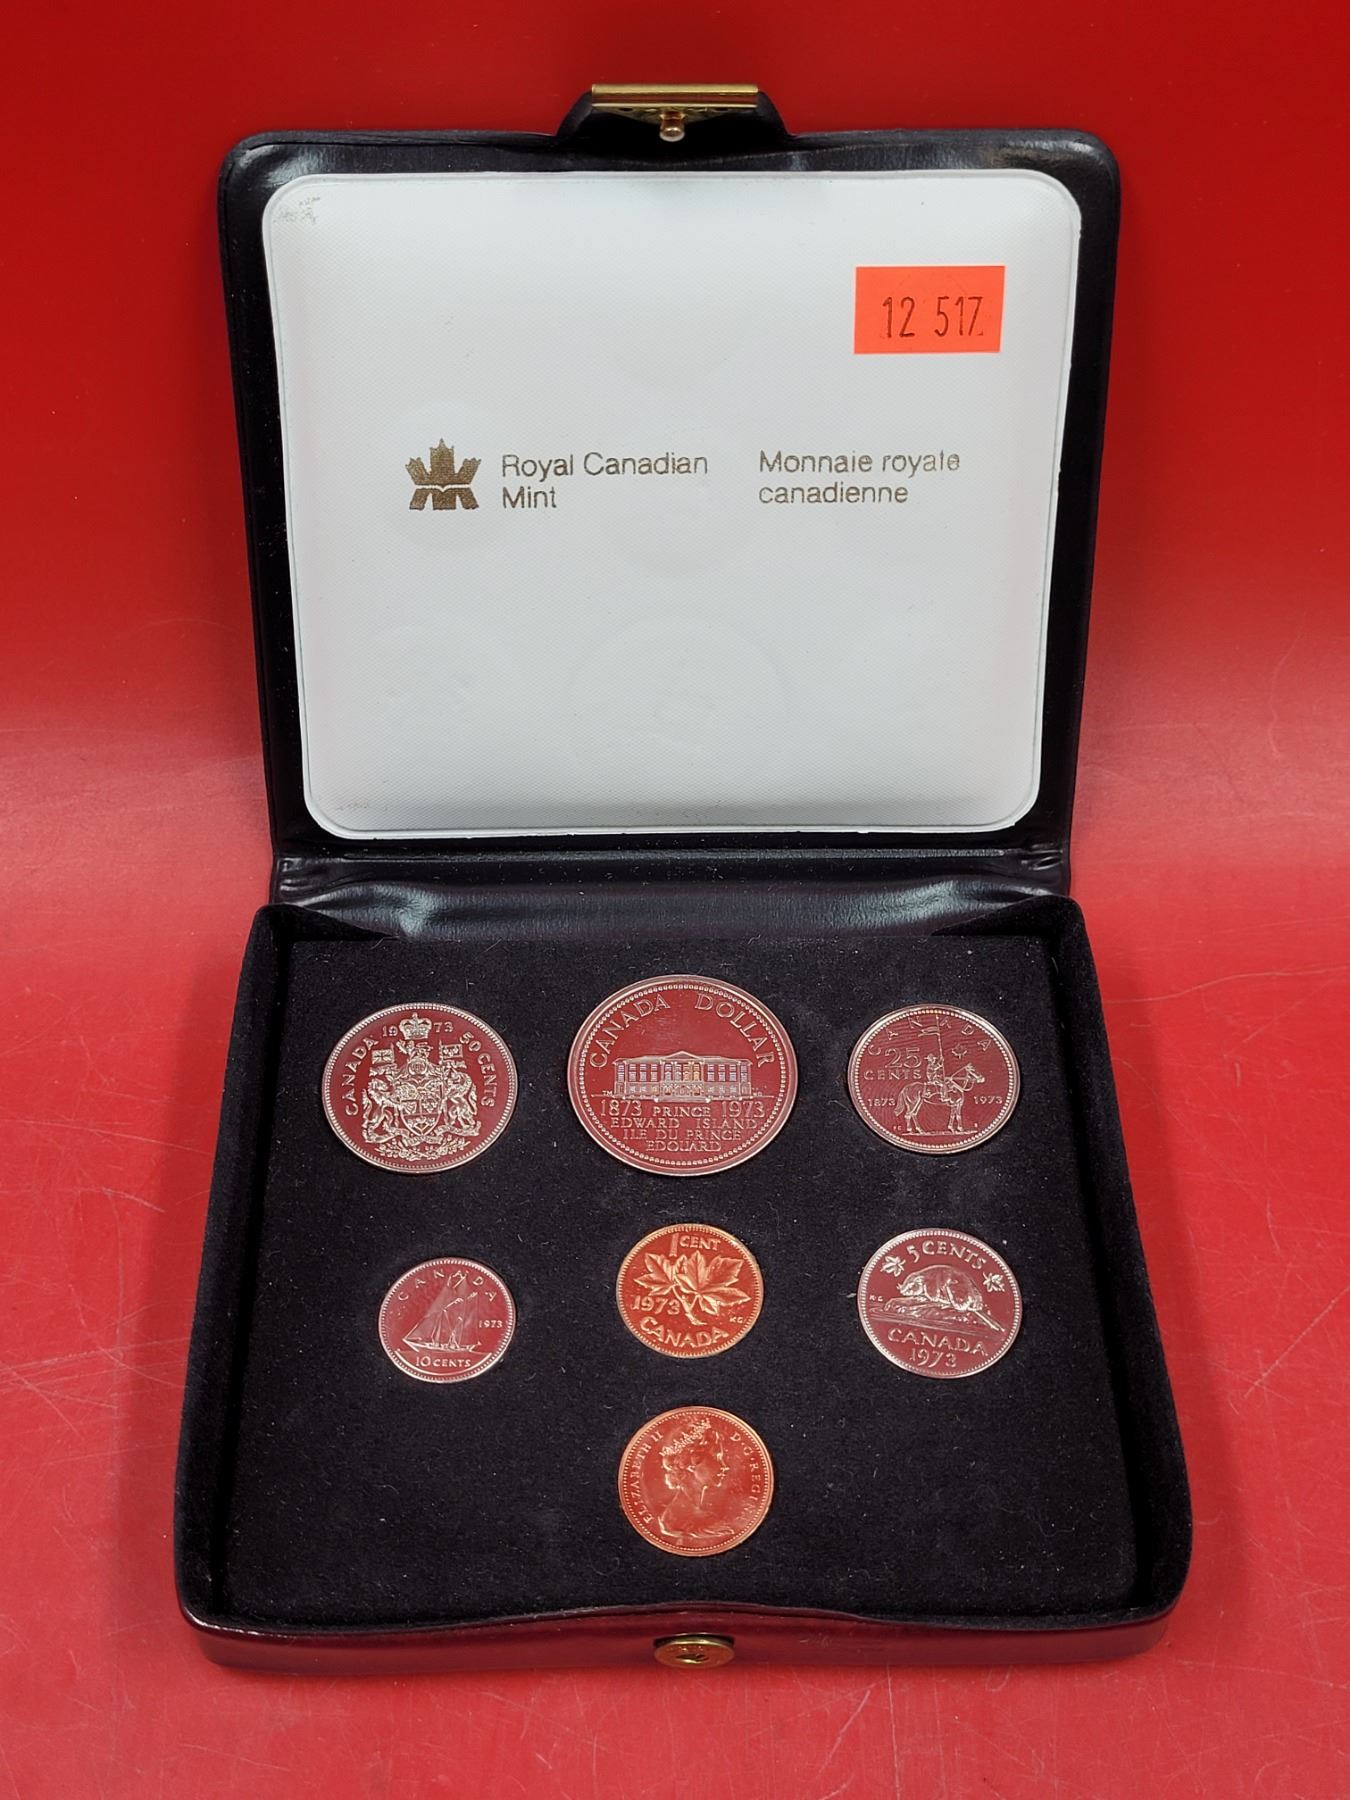 12 517
Royal Canadian
Mint
Monnaie royale
canadienne
1973
CANADA 50 CENTS
CANADA DOLLAR
1873 PRINCE 1973
EDWARD ISLAND
ILE DU PRINCE
EDOUARD
CANADA
25
CENTS
1873 1973
CANADA
1973
10 CENTS
1 CENT
1973
KG
CANADA
5 CENTS
KG
CANADA
1973
ELIZABETH II D·G·REGINA